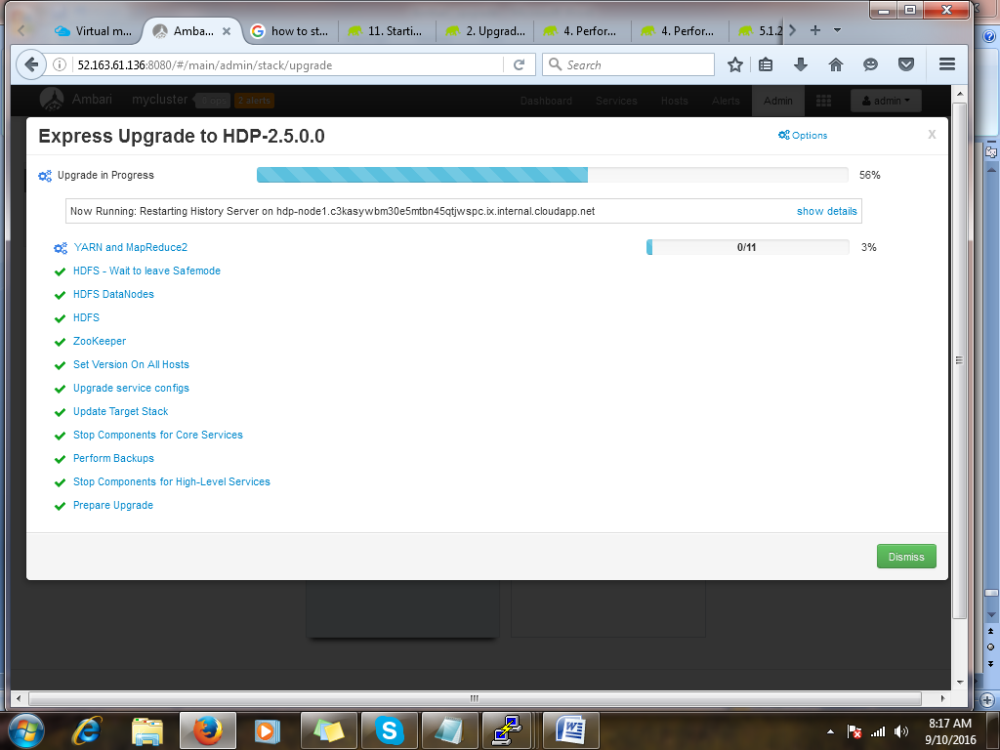 Virtual m...
Amba...
how to st...
11. Starti...
2. Upgrad...
4. Perfor...
4. Perfor...
5.1.2
52.163.61.136:8080/#/main/admin/stack/upgrade
Search
Ambari mycluster 0 ops 2 alerts Dashboard Services Hosts Alerts Admin admin
Express Upgrade to HDP-2.5.0.0 Options X
Upgrade in Progress 56%
Now Running: Restarting History Server on hdp-node1.c3kasywbm30e5mtbn45qtjwspc.ix.internal.cloudapp.net show details
YARN and MapReduce2 0/11 3%
HDFS - Wait to leave Safemode
HDFS DataNodes
HDFS
ZooKeeper
Set Version On All Hosts
Upgrade service configs
Update Target Stack
Stop Components for Core Services
Perform Backups
Stop Components for High-Level Services
Prepare Upgrade
Dismiss
8:17 AM
9/10/2016